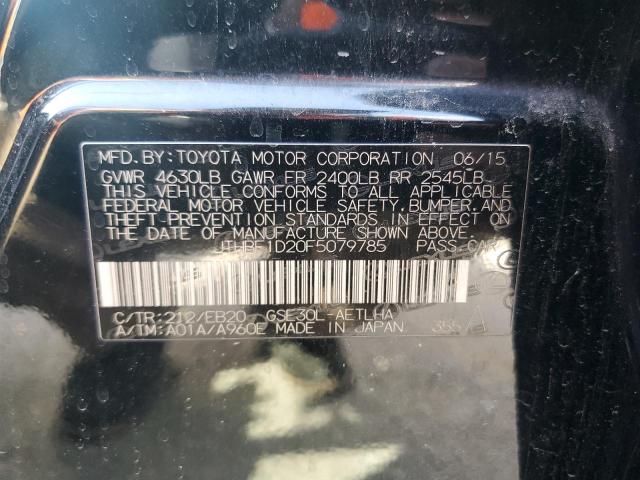 MFD. BY: TOYOTA MOTOR CORPORATION 06/15
GVWR 4630LB GAWR FR 2400LB RR 2545LB
THIS VEHICLE CONFORMS TO ALL APPLICABLE
FEDERAL MOTOR VEHICLE SAFETY, BUMPER, AND
THEFT PREVENTION STANDARDS IN EFFECT ON
THE DATE OF MANUFACTURE SHOWN ABOVE.
JTHBF1D20F5079785 PASS.CAR
C/TR: 212/EB20 GSE30L-AETLHA
A/TM: A01A/A960E MADE IN JAPAN 355